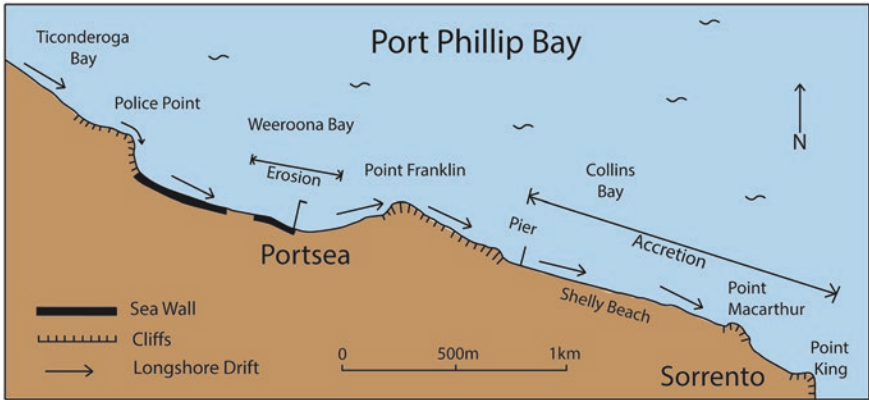 Port Phillip Bay
Ticonderoga
Bay
Police Point
Weeroona Bay
Erosion
Point Franklin
Collins
Bay
N
Pier
Accretion
Portsea
Shelly Beach
Point
Macarthur
Point
King
Sorrento
Sea Wall
Cliffs
Longshore Drift
0 500m 1km